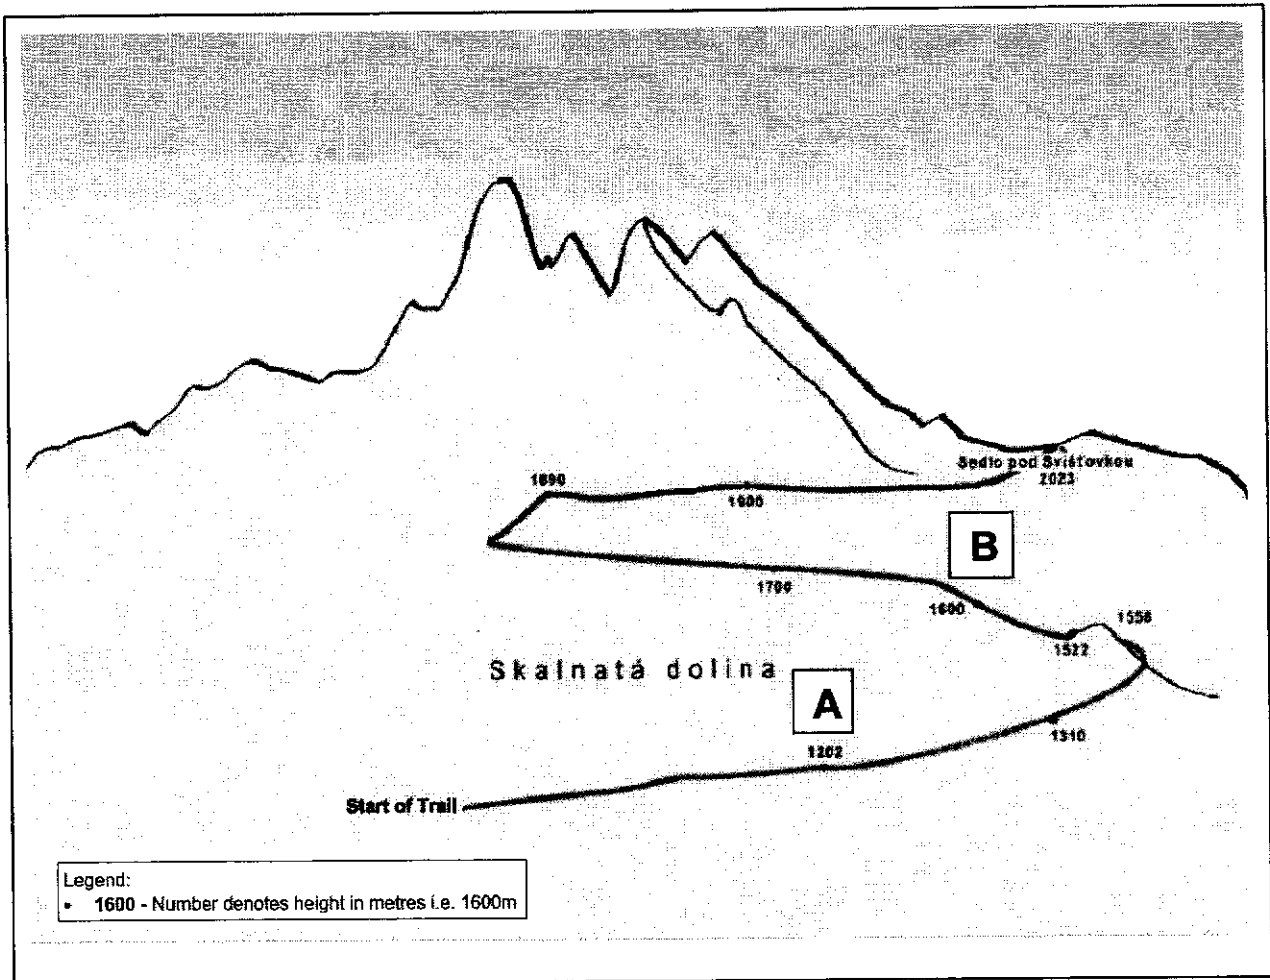 Sedlo pod Svišťovkou
2023
1890
1800
B
1700
1600
1558
1522
Skalnatá dolina
A
1310
1202
Start of Trail
Legend:
• 1600 - Number denotes height in metres i.e. 1600m